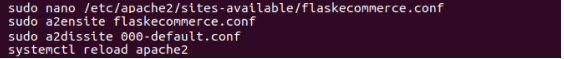 sudo nano /etc/apache2/sites-available/flaskecommerce.conf
sudo a2ensite flaskecommerce.conf
sudo a2dissite 000-default.conf
systemctl reload apache2